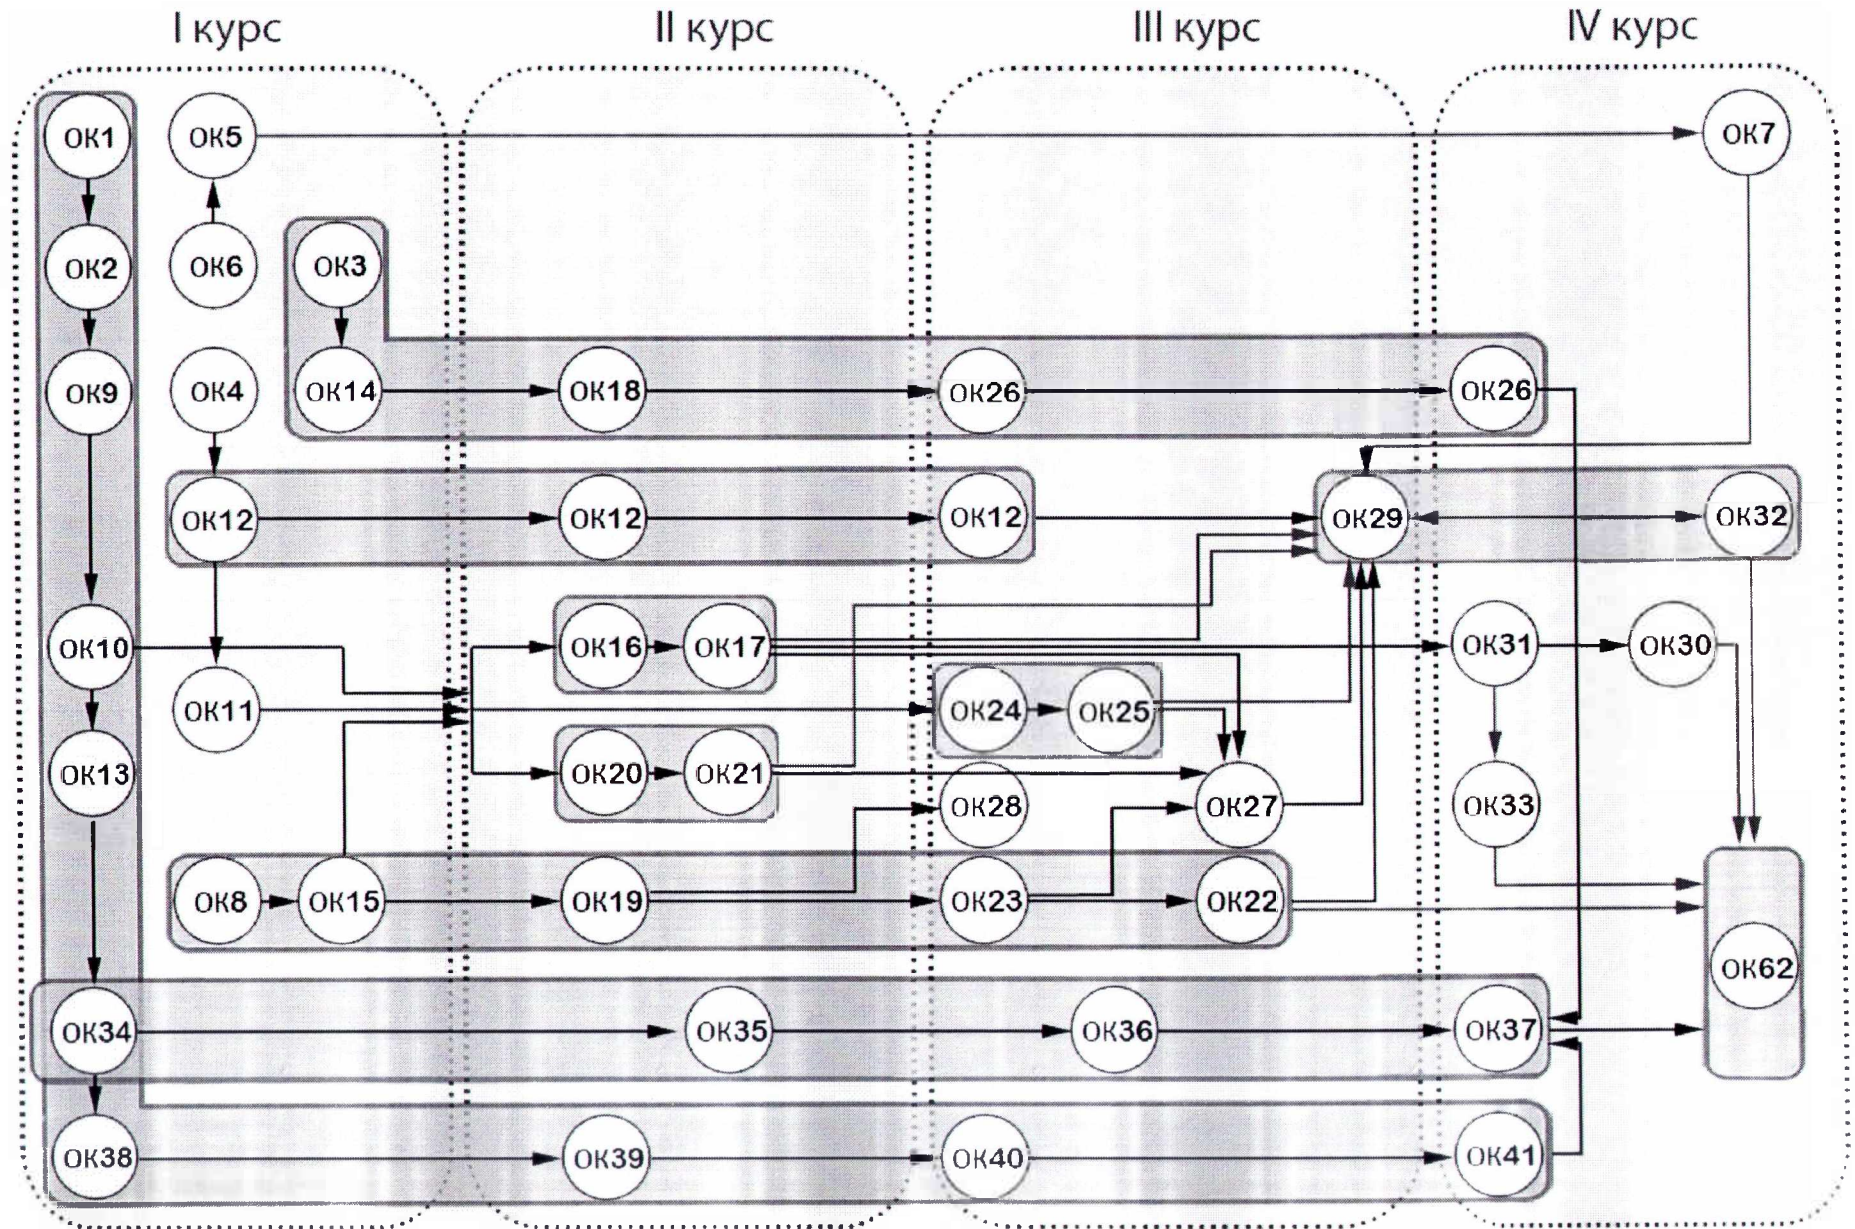 I курс II курс III курс IV курс
ОК1 ОК5 ОК7
ОК2 ОК6 ОК3
ОК9 ОК4 ОК14 ОК18 ОК26 ОК26
ОК12 ОК12 ОК12 ОК29 ОК32
ОК10 ОК16 ОК17 ОК31 ОК30
ОК11 ОК24 ОК25
ОК13 ОК20 ОК21 ОК28 ОК27 ОК33
ОК8 ОК15 ОК19 ОК23 ОК22
ОК62
ОК34 ОК35 ОК36 ОК37
ОК38 ОК39 ОК40 ОК41